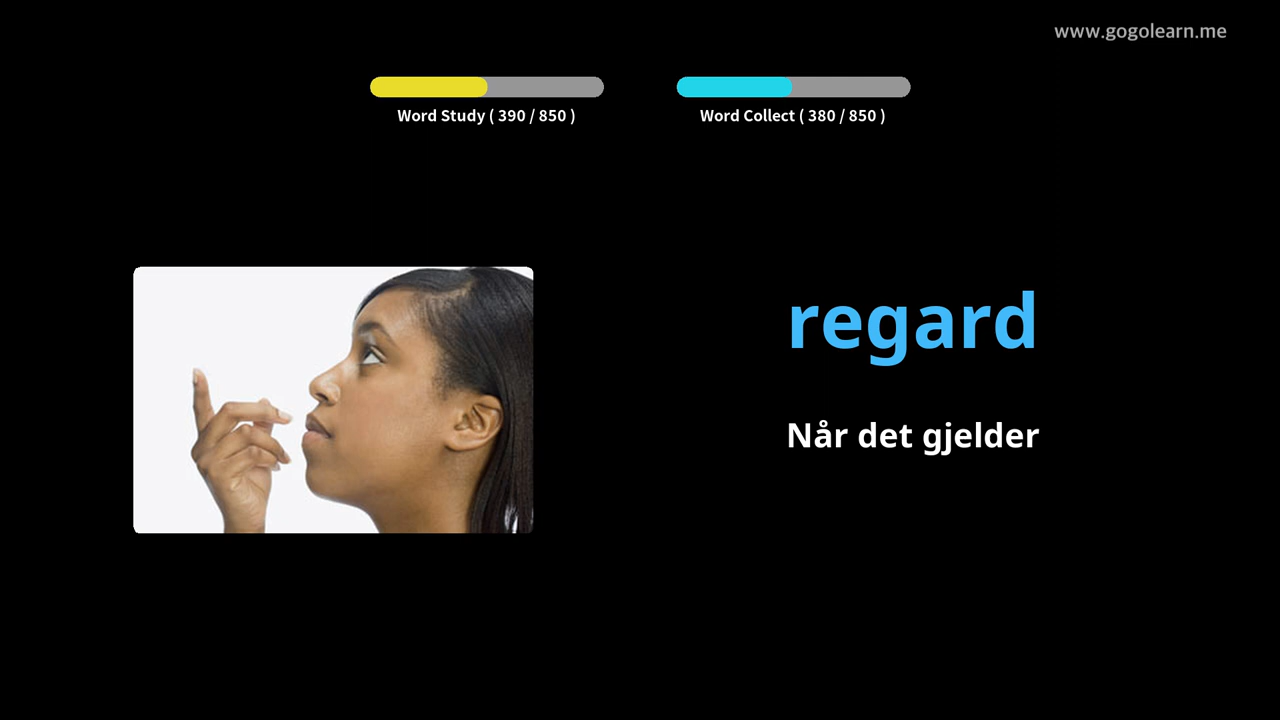 www.gogolearn.me
Word Study ( 390 / 850 )
Word Collect ( 380 / 850 )
regard
Når det gjelder